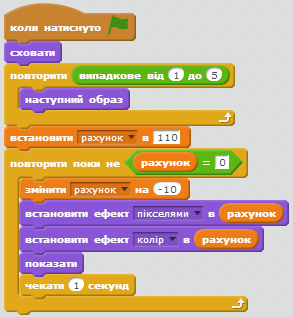 коли натиснуто
сховати
повторити випадкове від 1 до 5
наступний образ
встановити рахунок в 110
повторити поки не рахунок = 0
змінити рахунок на -10
встановити ефект пікселями в рахунок
встановити ефект колір в рахунок
показати
чекати 1 секунд